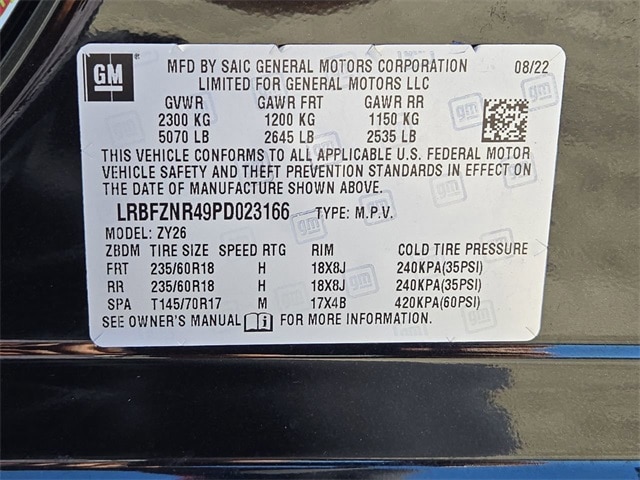 GM
MFD BY SAIC GENERAL MOTORS CORPORATION 08/22
LIMITED FOR GENERAL MOTORS LLC
GVWR GAWR FRT GAWR RR
2300 KG 1200 KG 1150 KG
5070 LB 2645 LB 2535 LB
THIS VEHICLE CONFORMS TO ALL APPLICABLE U.S. FEDERAL MOTOR
VEHICLE SAFETY AND THEFT PREVENTION STANDARDS IN EFFECT ON
THE DATE OF MANUFACTURE SHOWN ABOVE.
LRBFZNR49PD023166 TYPE: M.P.V.
MODEL: ZY26
ZBDM TIRE SIZE SPEED RTG RIM COLD TIRE PRESSURE
FRT 235/60R18 H 18X8J 240KPA(35PSI)
RR 235/60R18 H 18X8J 240KPA(35PSI)
SPA T145/70R17 M 17X4B 420KPA(60PSI)
SEE OWNER'S MANUAL FOR MORE INFORMATION.